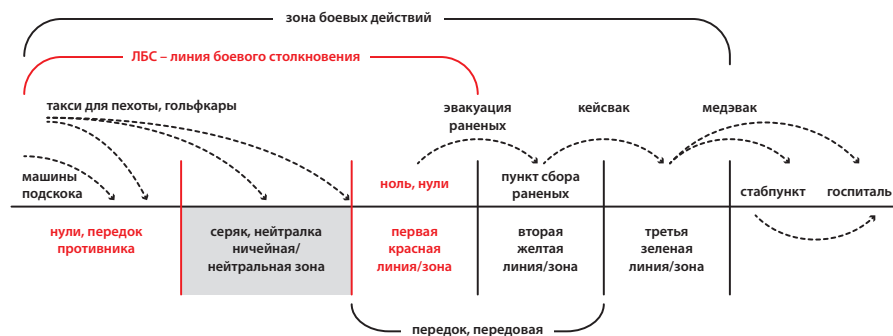 зона боевых действий
ЛБС – линия боевого столкновения
такси для пехоты, гольфкары
эвакуация
раненых
кейсвак
медэвак
машины
подскока
ноль, нули
пункт сбора
раненых
стабпункт
госпиталь
нули, передок
противника
серяк, нейтралка
ничейная/
нейтральная зона
первая
красная
линия/зона
вторая
желтая
линия/зона
третья
зеленая
линия/зона
передок, передовая